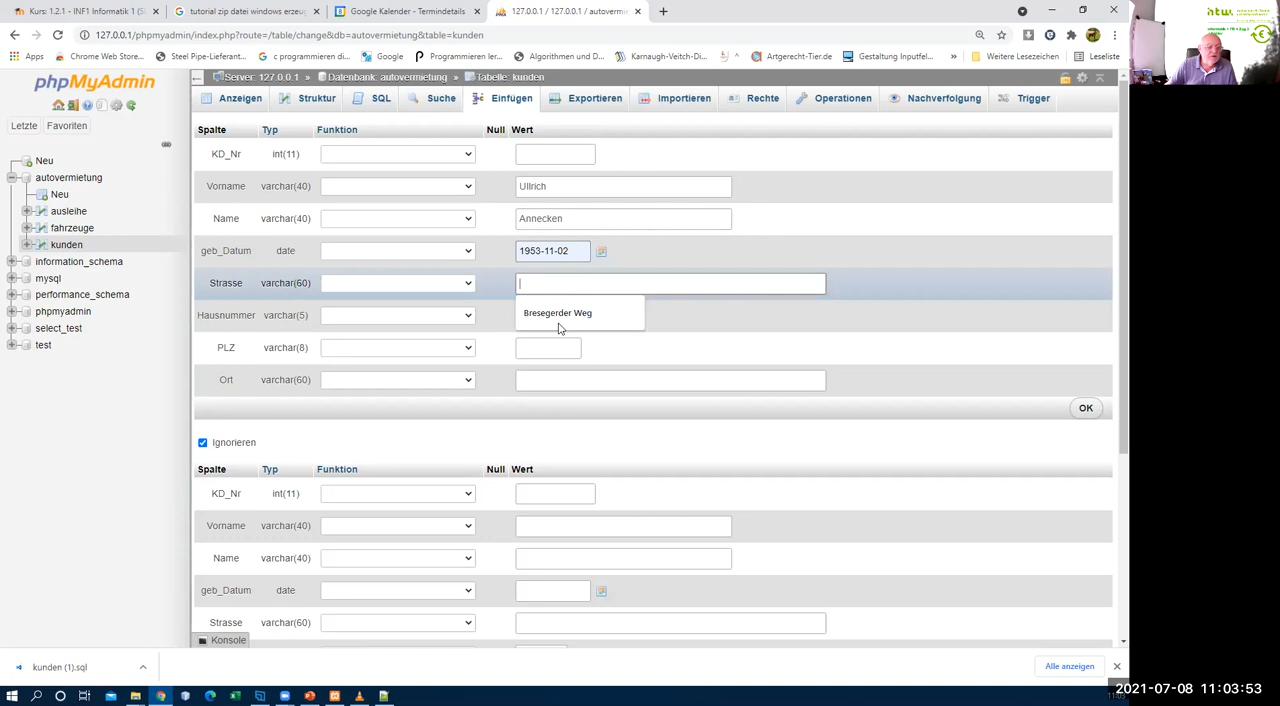 Kurs: 1.2.1 - INF1 Informatik 1 (S
tutorial zip datei windows erzeug
Google Kalender - Termindetails
127.0.0.1 / 127.0.0.1 / autovermie
127.0.0.1/phpmyadmin/index.php?route=/table/change&db=autovermietung&table=kunden
Apps
Chrome Web Store...
Steel Pipe-Lieferant...
c programmieren g...
Google
Programmieren ler...
Algorithmen und D...
Karnaugh-Veitch-Di...
Artgerecht-Tier.de
Gestaltung Inputfel...
»
Weitere Lesezeichen
Leseliste
phpMyAdmin
Letzte
Favoriten
Neu
autovermietung
Neu
ausleihe
fahrzeuge
kunden
information_schema
mysql
performance_schema
phpmyadmin
select_test
test
Server: 127.0.0.1 » Datenbank: autovermietung » Tabelle: kunden
Anzeigen Struktur SQL Suche Einfügen Exportieren Importieren Rechte Operationen Nachverfolgung Trigger
Spalte Typ Funktion Null Wert
KD_Nr int(11)
Vorname varchar(40) Ullrich
Name varchar(40) Annecken
geb_Datum date 1953-11-02
Strasse varchar(60)
Bresegerder Weg
Hausnummer varchar(5)
PLZ varchar(8)
Ort varchar(60)
OK
Ignorieren
Spalte Typ Funktion Null Wert
KD_Nr int(11)
Vorname varchar(40)
Name varchar(40)
geb_Datum date
Strasse varchar(60)
Konsole
kunden (1).sql
Alle anzeigen
2021-07-08 11:03:53
htw